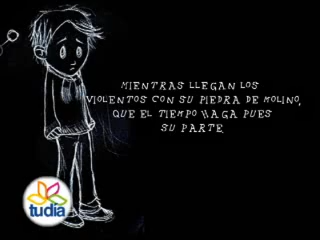 MIENTRAS LLEGAN LOS
VIOLENTOS CON SU PIEDRA DE MOLINO,
QUE EL TIEMPO HAGA PUES
SU PARTE
tudia